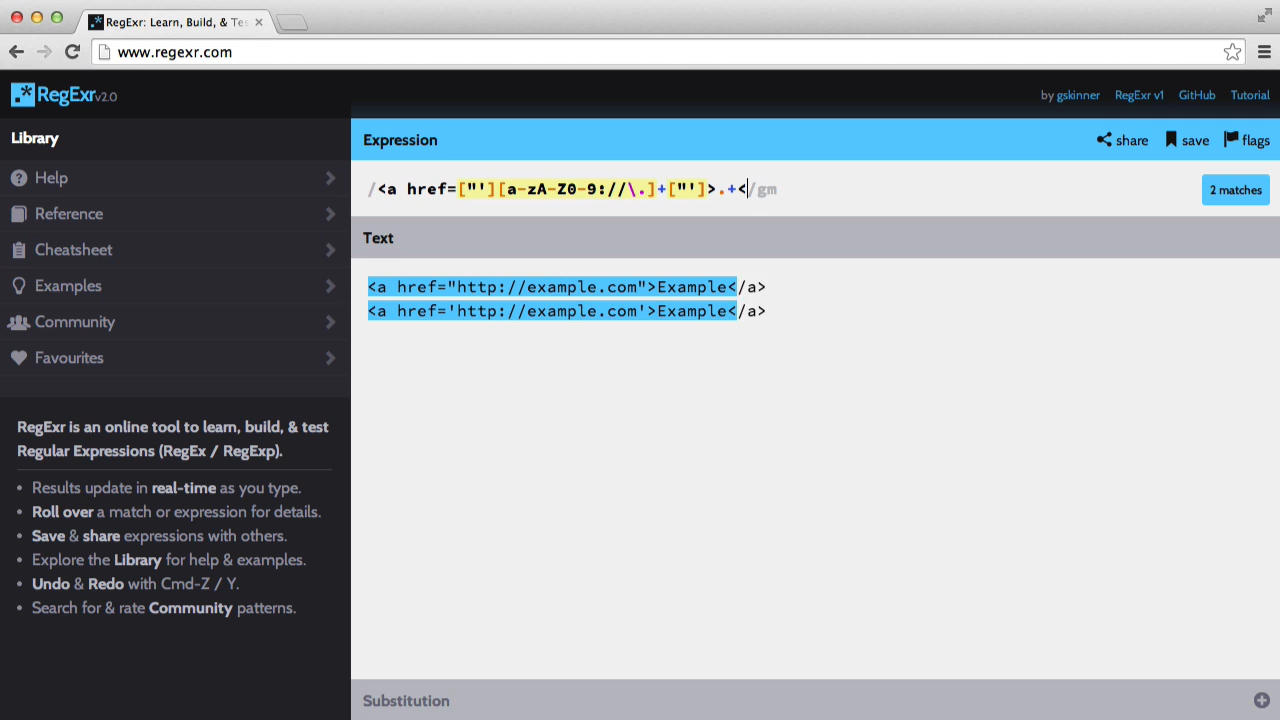 RegExr: Learn, Build, & Tes
www.regexr.com
.* RegExr v2.0
by gskinner RegExr v1 GitHub Tutorial
Library
Expression
share save flags
Help
/<a href=["'][a-zA-Z0-9://\.]+["']>.+</gm
2 matches
Reference
Text
Cheatsheet
<a href="http://example.com">Example</a>
Examples
<a href='http://example.com'>Example</a>
Community
Favourites
RegExr is an online tool to learn, build, & test
Regular Expressions (RegEx / RegExp).
• Results update in real-time as you type.
• Roll over a match or expression for details.
• Save & share expressions with others.
• Explore the Library for help & examples.
• Undo & Redo with Cmd-Z / Y.
• Search for & rate Community patterns.
Substitution